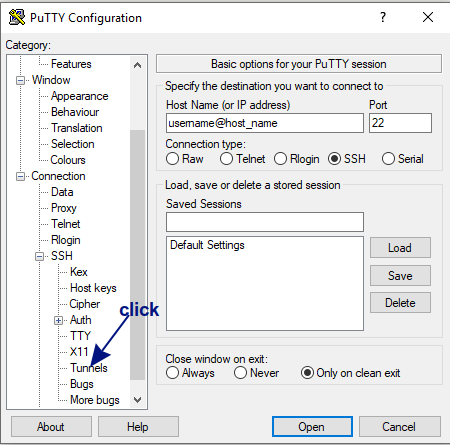 PuTTY Configuration
Category:
Features
Window
Appearance
Behaviour
Translation
Selection
Colours
Connection
Data
Proxy
Telnet
Rlogin
SSH
Kex
Host keys
Cipher
Auth
TTY
X11
Tunnels
Bugs
More bugs
click
Basic options for your PuTTY session
Specify the destination you want to connect to
Host Name (or IP address) Port
username@host_name 22
Connection type:
Raw Telnet Rlogin SSH Serial
Load, save or delete a stored session
Saved Sessions
Default Settings
Load
Save
Delete
Close window on exit:
Always Never Only on clean exit
About Help Open Cancel